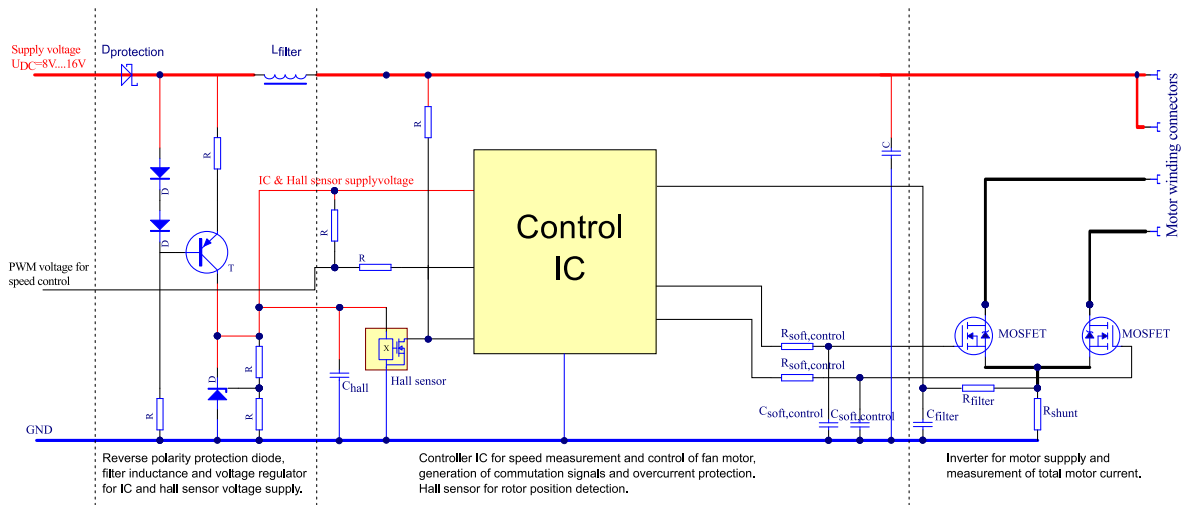 Supply voltage
UDC=8V....16V
Dprotection
Lfilter
R
R
IC & Hall sensor supplyvoltage
D
D
T
R
R
PWM voltage for
speed control
Control
IC
C
Motor winding connectors
MOSFET
MOSFET
Rsoft,control
Rsoft,control
X
Hall sensor
Chall
D
R
R
R
Csoft,control
Csoft,control
Cfilter
Rfilter
Rshunt
GND
Reverse polarity protection diode,
filter inductance and voltage regulator
for IC and hall sensor voltage supply.
Controller IC for speed measurement and control of fan motor,
generation of commutation signals and overcurrent protection.
Hall sensor for rotor position detection.
Inverter for motor suppply and
measurement of total motor current.